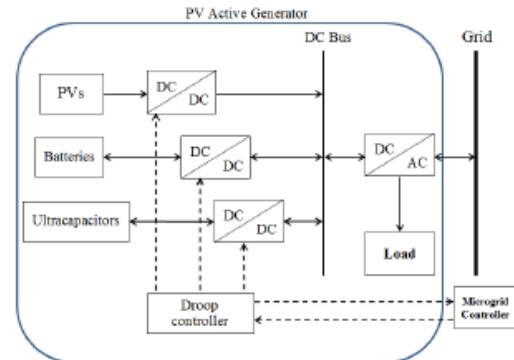 PV Active Generator
DC Bus
Grid
PVs
DC
DC
Batteries
DC
DC
DC
AC
Ultracapacitors
DC
DC
Load
Droop
controller
Microgrid
Controller